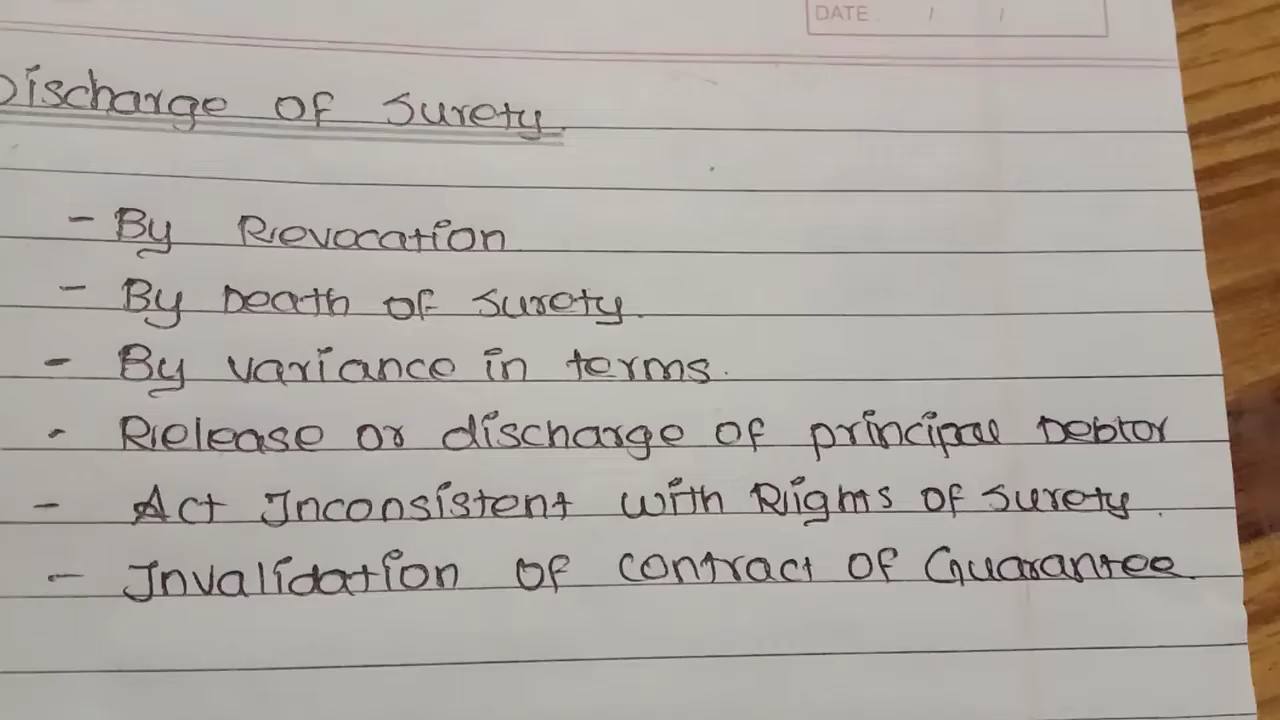 DATE / /
Discharge of Surety
- By Revocation
- By Death of Surety.
- By variance in terms.
- Release or discharge of principal Debtor
- Act Inconsistent with Rights of Surety.
- Invalidation of contract of Guarantee.